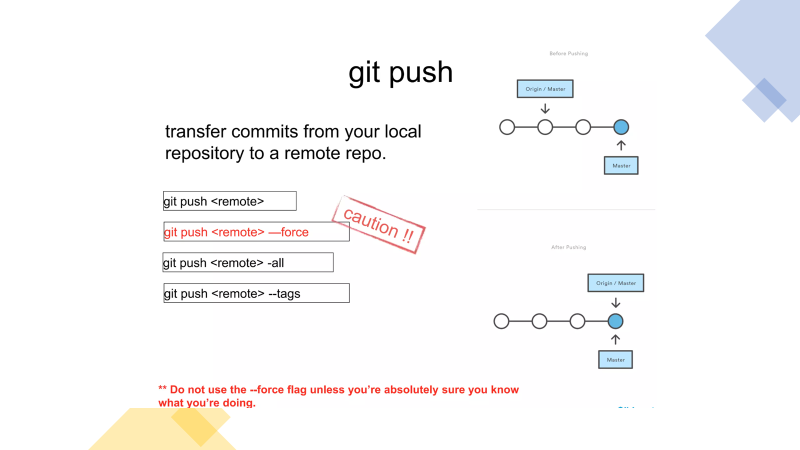 git push
transfer commits from your local
repository to a remote repo.
git push <remote>
git push <remote> —force
caution !!
git push <remote> -all
git push <remote> --tags
** Do not use the --force flag unless you’re absolutely sure you know
what you’re doing.
Before Pushing
Origin / Master
Master
After Pushing
Origin / Master
Master